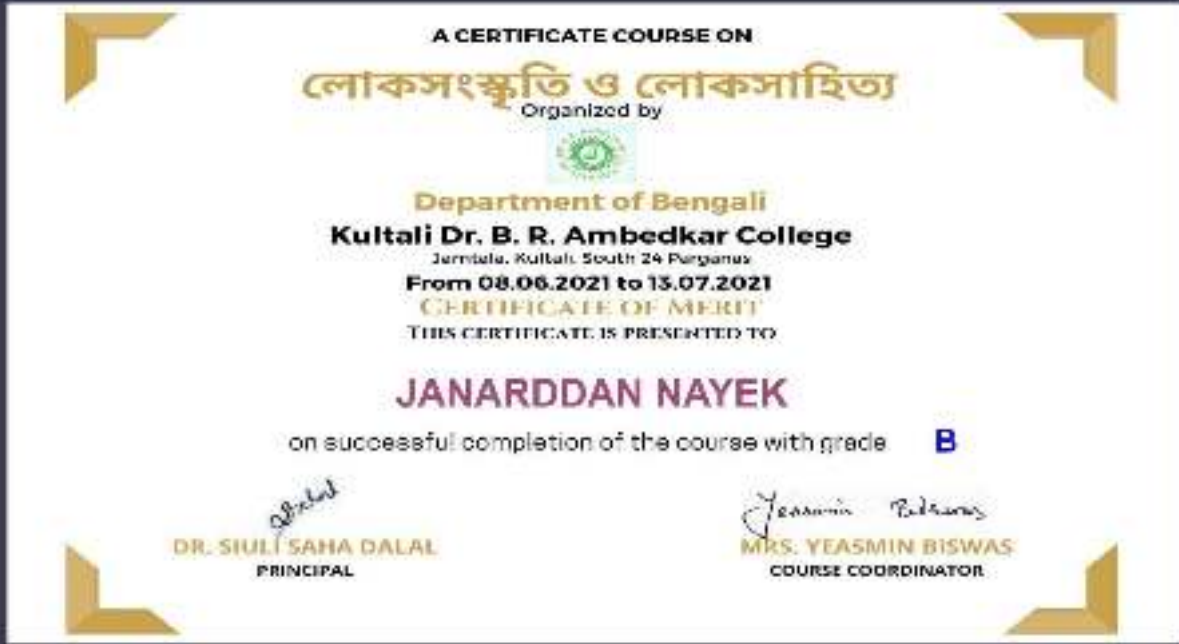 A CERTIFICATE COURSE ON
লোকসংস্কৃতি ও লোকসাহিত্য
Organized by
Department of Bengali
Kultali Dr. B. R. Ambedkar College
Jamtala, Kultali, South 24 Parganas
From 08.06.2021 to 13.07.2021
CERTIFICATE OF MERIT
THIS CERTIFICATE IS PRESENTED TO
JANARDDAN NAYEK
on successful completion of the course with grade B
Yeasmin Biswas
DR. SIULI SAHA DALAL MRS. YEASMIN BISWAS
PRINCIPAL COURSE COORDINATOR